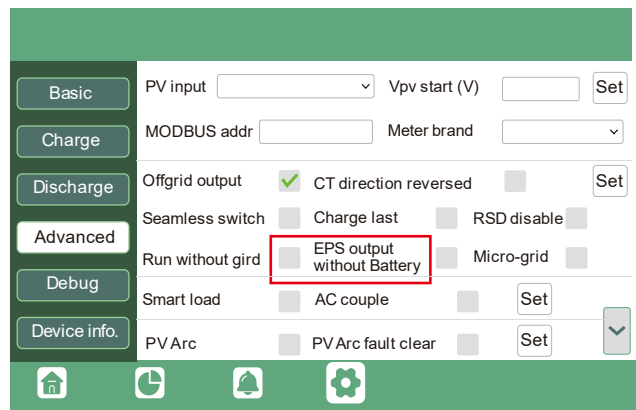 Basic
PV input
Vpv start (V)
Set
Charge
MODBUS addr
Meter brand
Discharge
Offgrid output
CT direction reversed
Set
Seamless switch
Charge last
RSD disable
Advanced
Run without gird
EPS output
without Battery
Micro-grid
Debug
Smart load
AC couple
Set
Device info.
PV Arc
PV Arc fault clear
Set